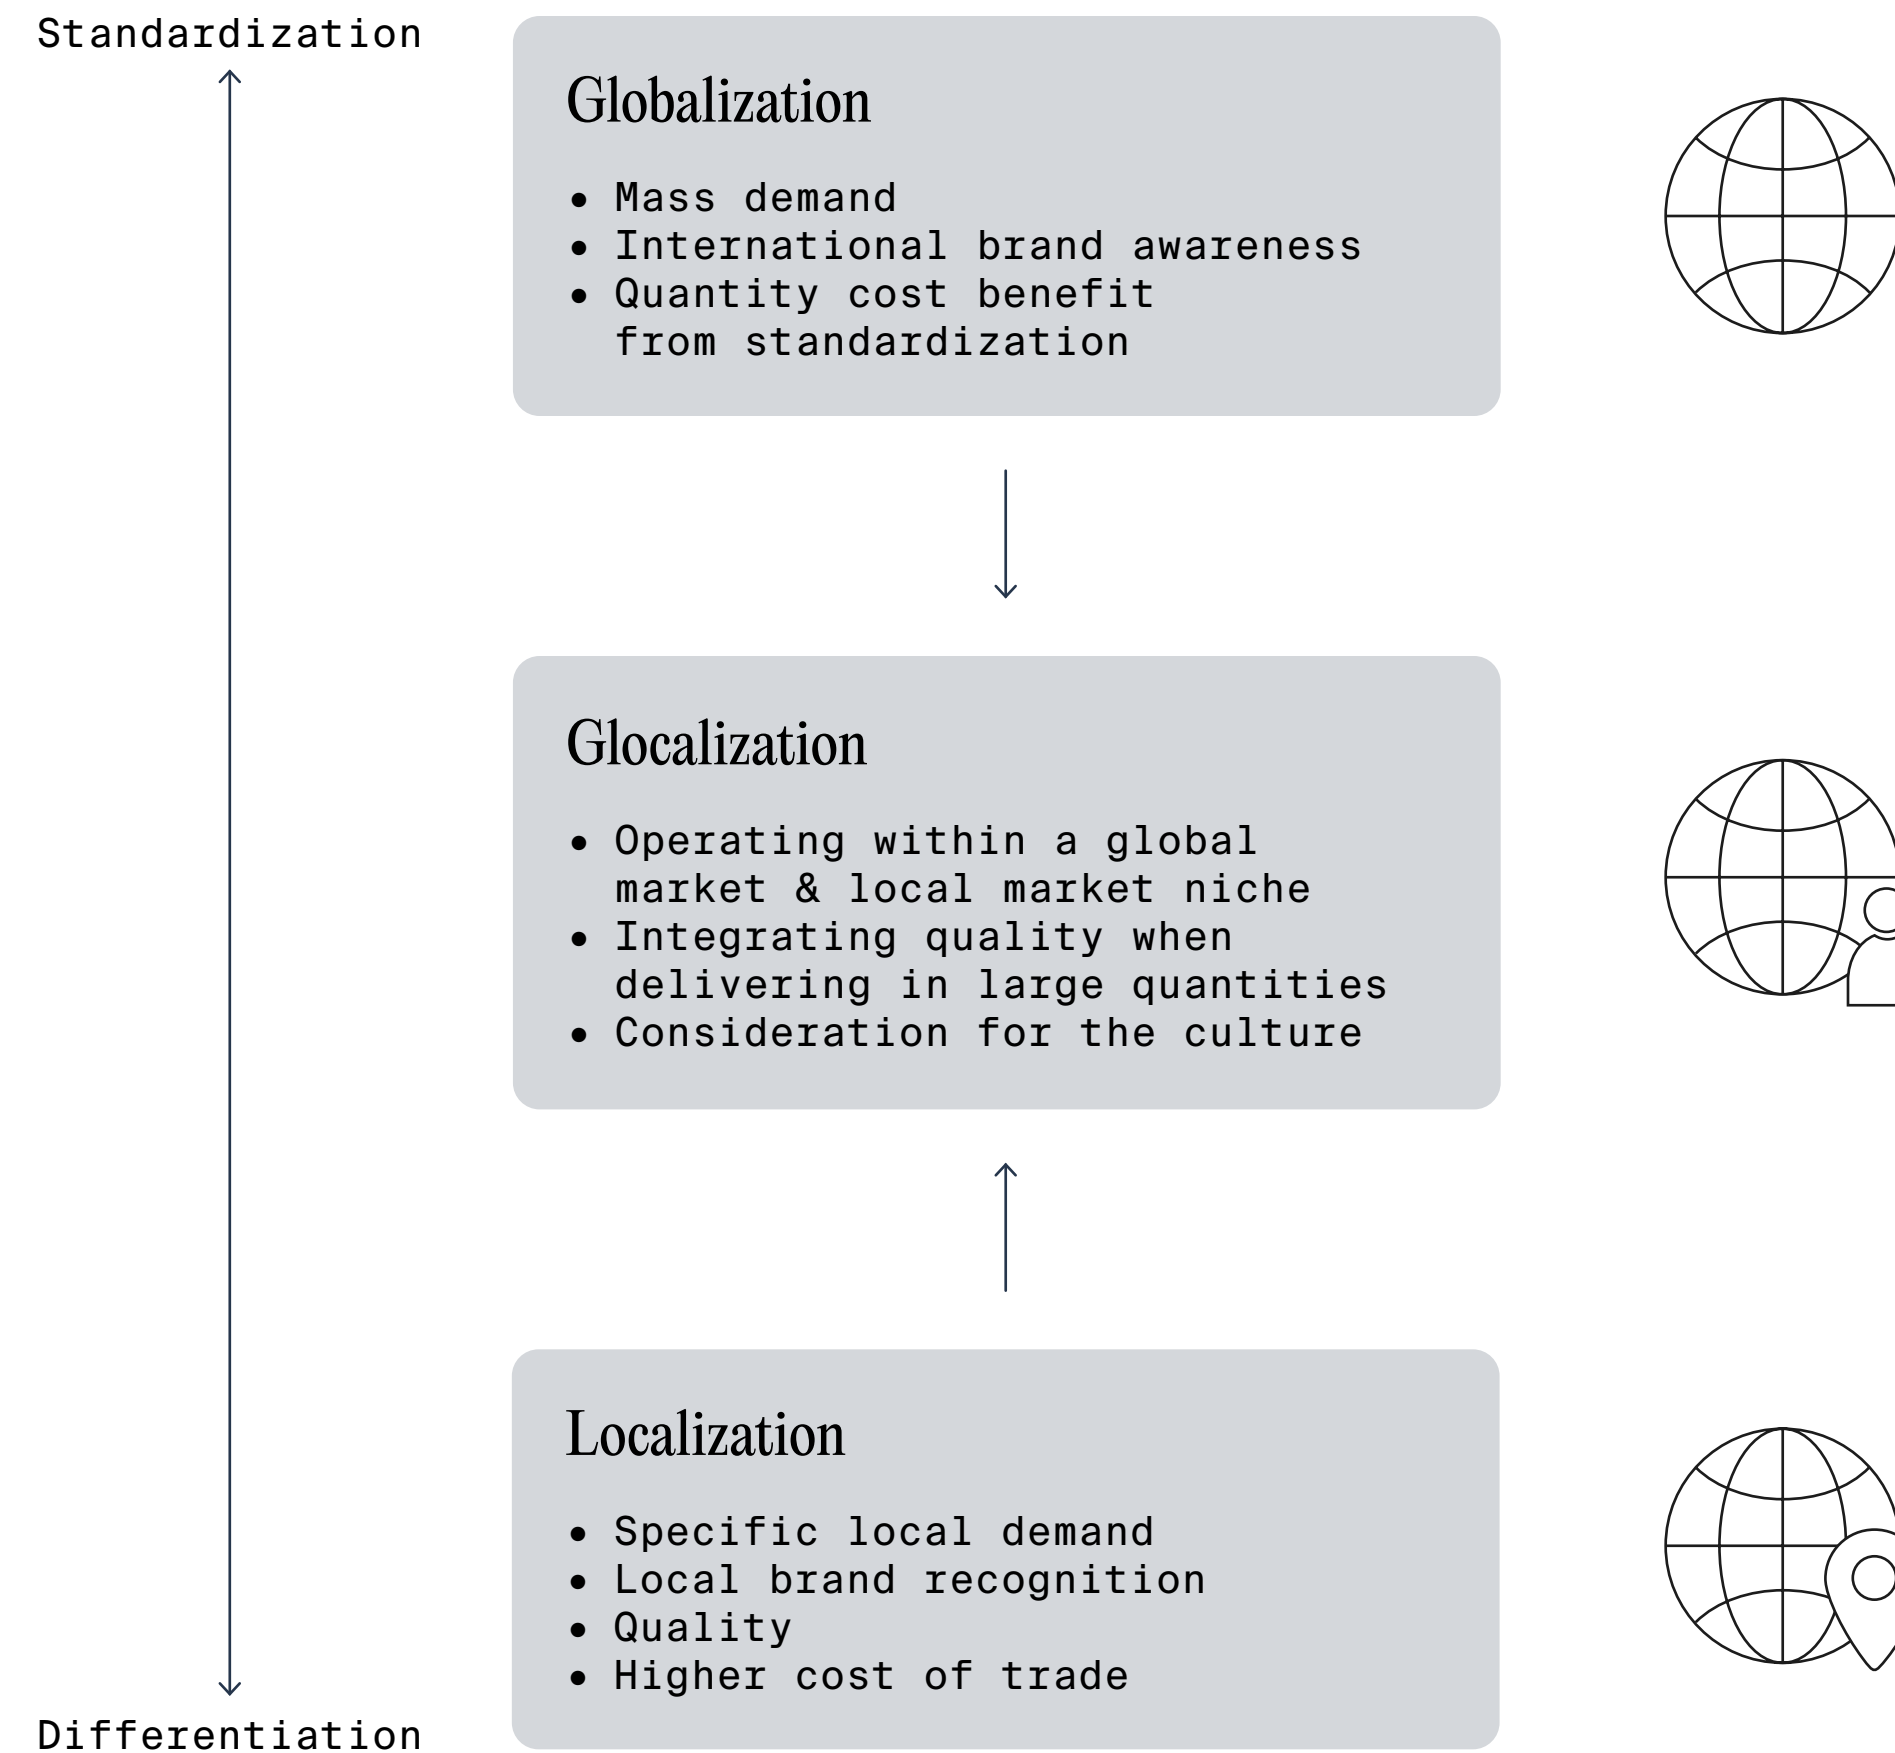 Standardization
Globalization
• Mass demand
• International brand awareness
• Quantity cost benefit
from standardization
Glocalization
• Operating within a global
market & local market niche
• Integrating quality when
delivering in large quantities
• Consideration for the culture
Localization
• Specific local demand
• Local brand recognition
• Quality
• Higher cost of trade
Differentiation